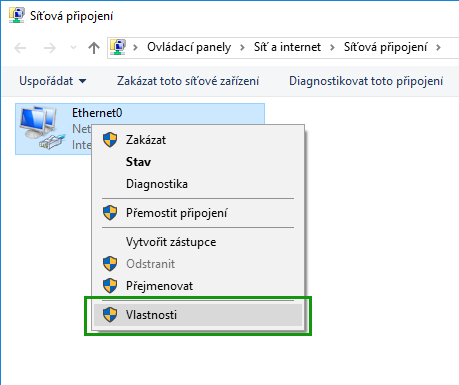 Síťová připojení
Ovládací panely > Síť a internet > Síťová připojení >
Uspořádat Zakázat toto síťové zařízení Diagnostikovat toto připojení
Ethernet0
Net
Inte
Zakázat
Stav
Diagnostika
Přemostit připojení
Vytvořit zástupce
Odstranit
Přejmenovat
Vlastnosti